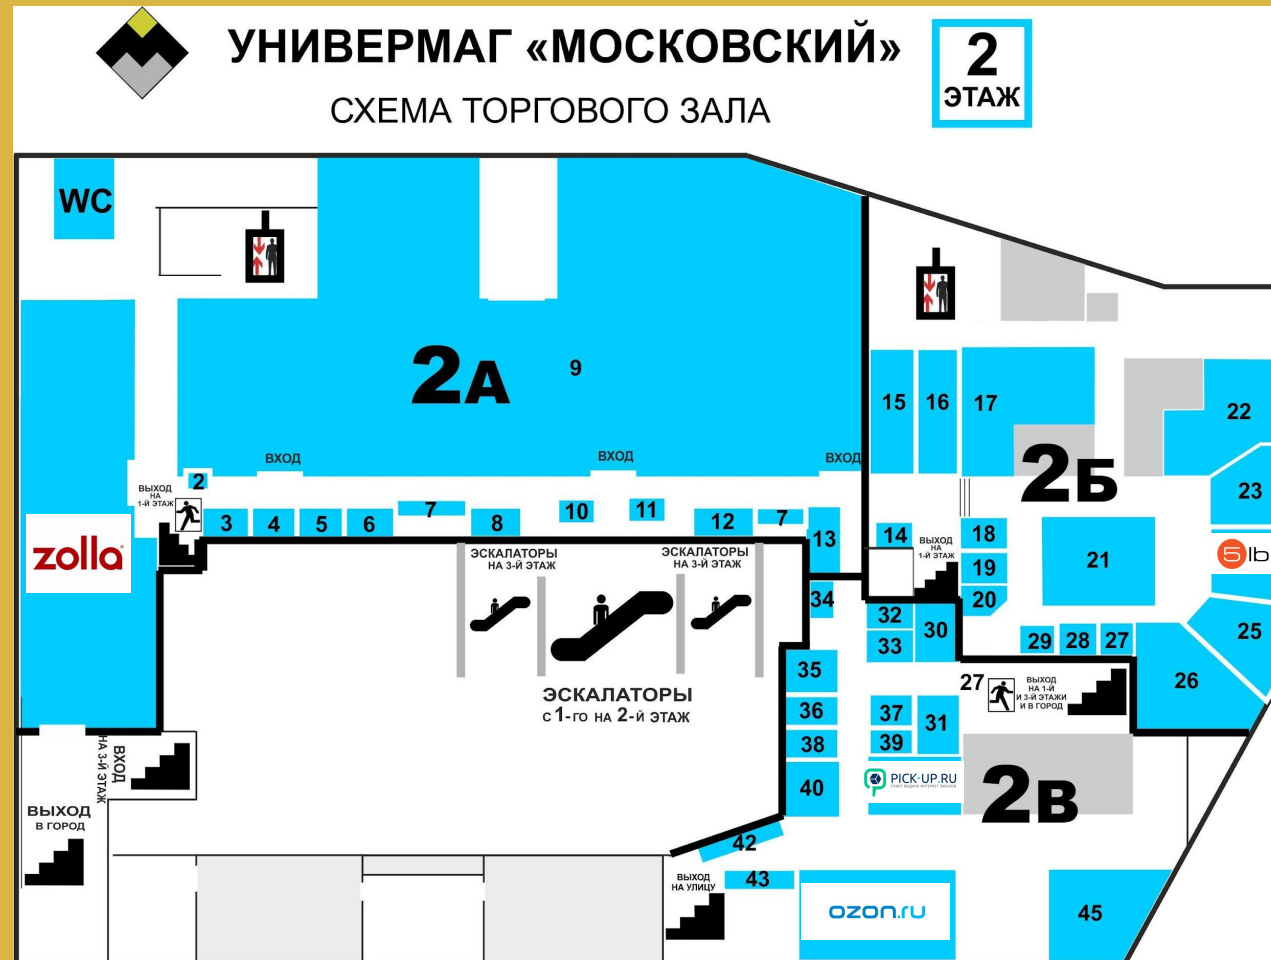 УНИВЕРМАГ «МОСКОВСКИЙ»
СХЕМА ТОРГОВОГО ЗАЛА
2
ЭТАЖ
WC
2А
9
15
16
17
22
ВХОД
ВХОД
ВХОД
2Б
23
2
ВЫХОД
НА
1-Й ЭТАЖ
3
4
5
6
7
8
10
11
12
7
13
14
ВЫХОД
НА
1-Й ЭТАЖ
18
19
20
21
5lb
zolla
ЭСКАЛАТОРЫ
НА 3-Й ЭТАЖ
ЭСКАЛАТОРЫ
НА 3-Й ЭТАЖ
34
32
33
30
29
28
27
25
26
ЭСКАЛАТОРЫ
С 1-ГО НА 2-Й ЭТАЖ
35
36
38
40
37
39
31
27
ВЫХОД
НА 1-Й
И 3-Й ЭТАЖИ
И В ГОРОД
PICK-UP.RU
2В
ВХОД
НА 3-Й ЭТАЖ
ВЫХОД
В ГОРОД
42
43
ВЫХОД
НА УЛИЦУ
ozon.ru
45